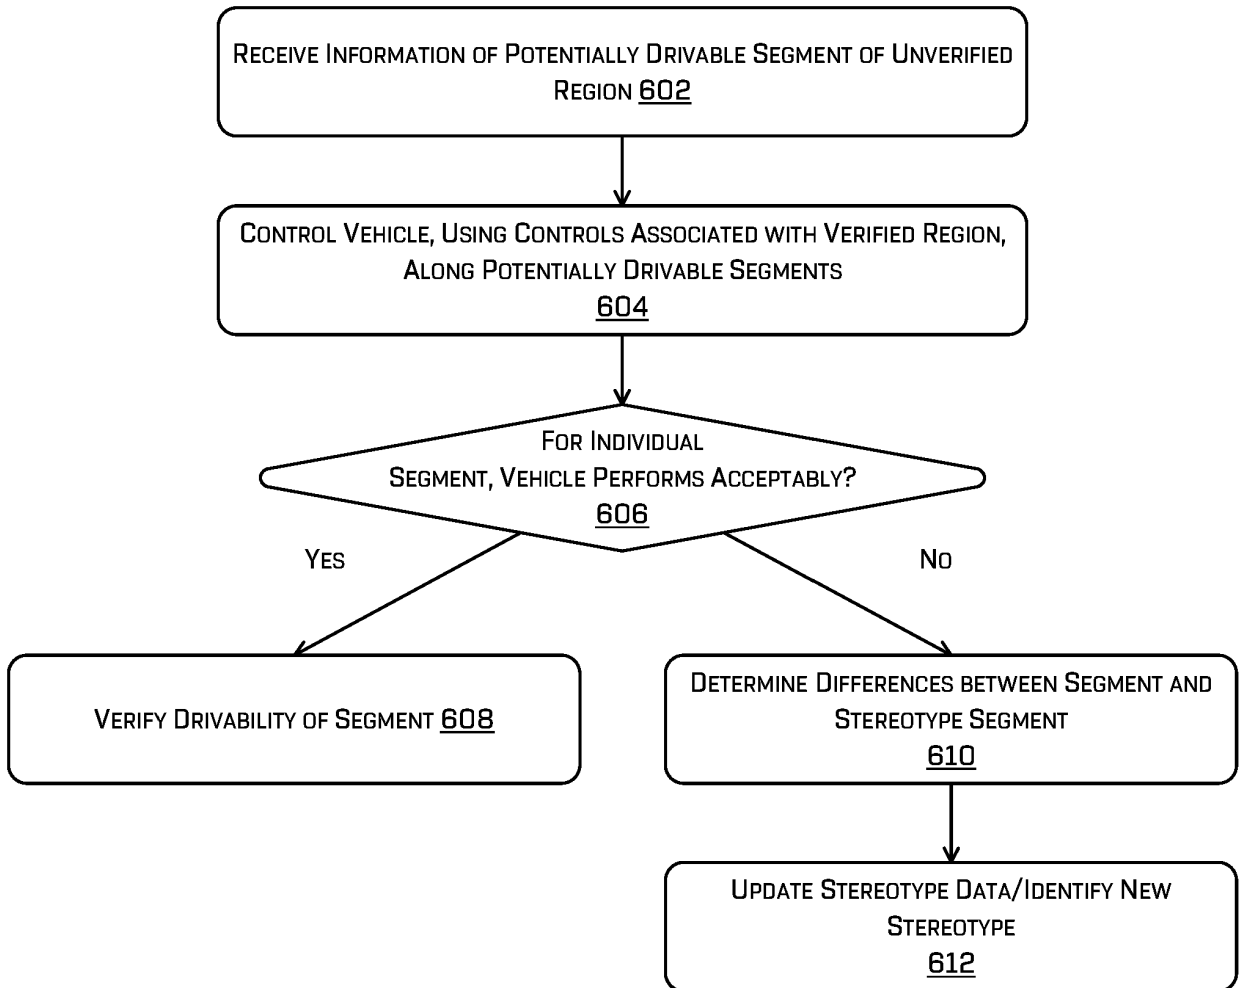 Receive Information of Potentially Drivable Segment of Unverified
Region 602
Control Vehicle, Using Controls Associated with Verified Region,
Along Potentially Drivable Segments
604
For Individual
Segment, Vehicle Performs Acceptably?
606
Yes
No
Verify Drivability of Segment 608
Determine Differences between Segment and
Stereotype Segment
610
Update Stereotype Data/Identify New
Stereotype
612